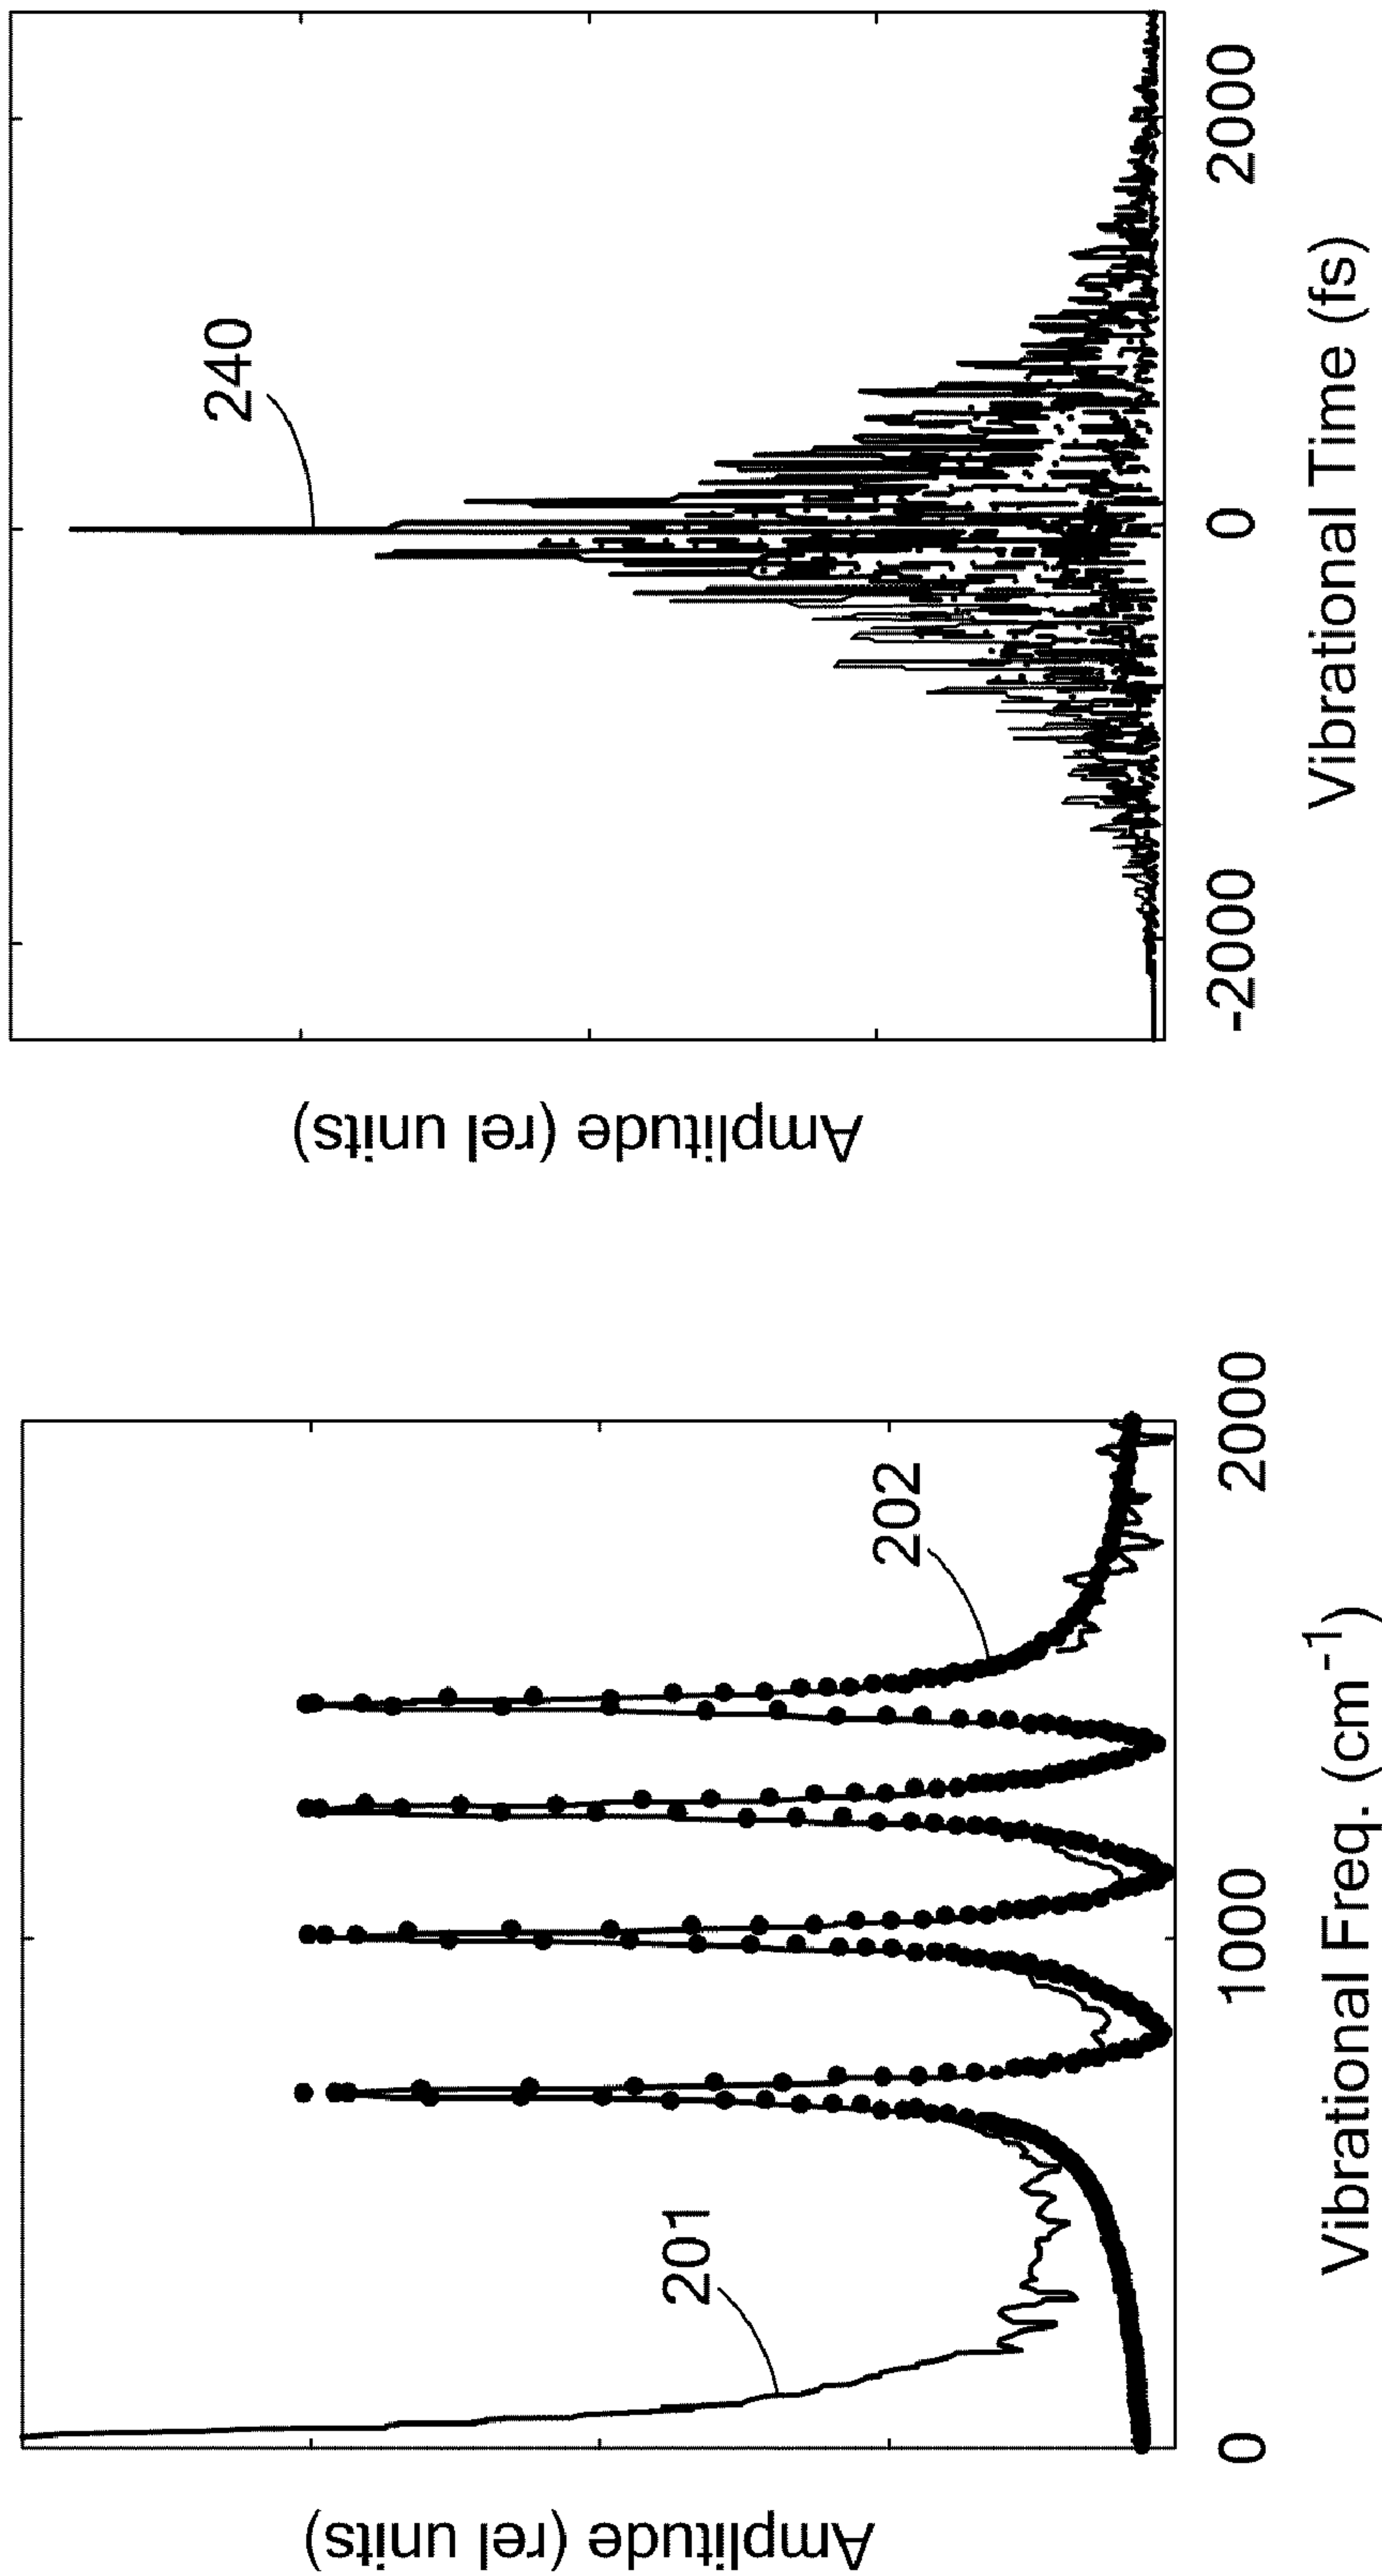 Amplitude (rel units)
201
202
0
1000
2000
Vibrational Freq. (cm-1)
Amplitude (rel units)
240
-2000
0
2000
Vibrational Time (fs)